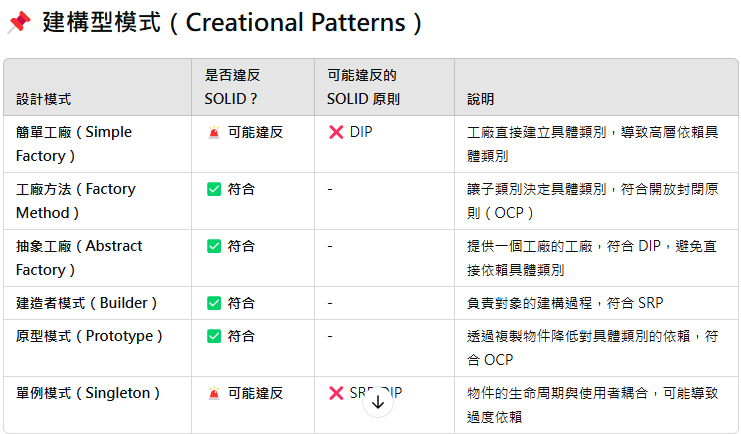 建構型模式（Creational Patterns）
是否違反 可能違反的
設計模式 SOLID？ SOLID 原則 說明
簡單工廠（Simple 可能違反 DIP 工廠直接建立具體類別，導致高層依賴具
Factory） 體類別
工廠方法（Factory 符合 - 讓子類別決定具體類別，符合開放封閉原
Method） 則（OCP）
抽象工廠（Abstract 符合 - 提供一個工廠的工廠，符合 DIP，避免直
Factory） 接依賴具體類別
建造者模式（Builder） 符合 - 負責對象的建構過程，符合 SRP
原型模式（Prototype） 符合 - 透過複製物件降低對具體類別的依賴，符
合 OCP
單例模式（Singleton） 可能違反 DIP 物件的生命周期與使用者耦合，可能導致
過度依賴